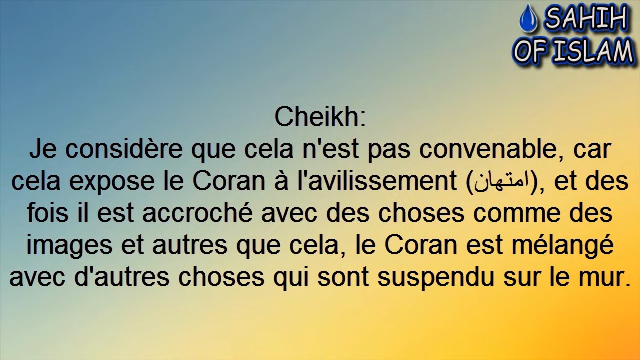 SAHIH
OF ISLAM
Cheikh:
Je considère que cela n'est pas convenable, car
cela expose le Coran à l'avilissement (امتهان), et des
fois il est accroché avec des choses comme des
images et autres que cela, le Coran est mélangé
avec d'autres choses qui sont suspendu sur le mur.